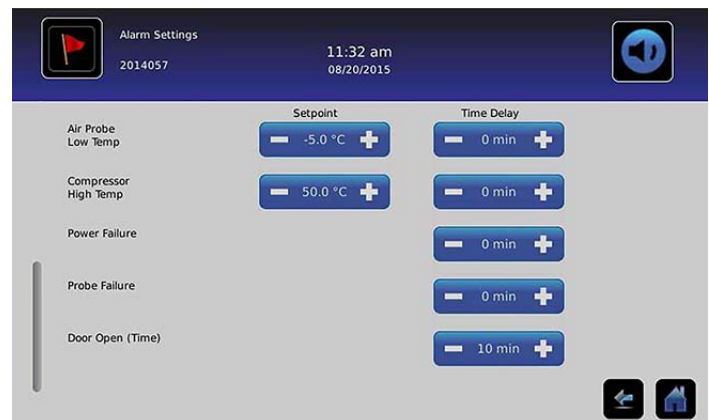 Alarm Settings
2014057
11:32 am
08/20/2015
Setpoint
Time Delay
Air Probe
Low Temp
-5.0 °C
0 min
Compressor
High Temp
50.0 °C
0 min
Power Failure
0 min
Probe Failure
0 min
Door Open (Time)
10 min